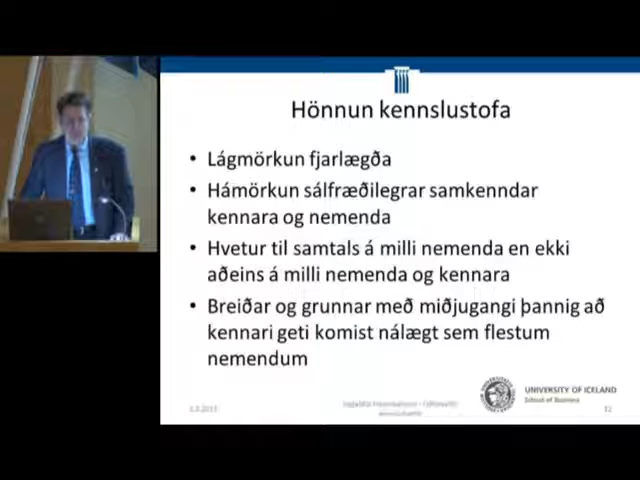 Hönnun kennslustofa
• Lágmörkun fjarlægða
• Hámörkun sálfræðilegrar samkenndar
kennara og nemenda
• Hvetur til samtals á milli nemenda en ekki
aðeins á milli nemenda og kennara
• Breiðar og grunnar með miðjugangi þannig að
kennari geti komist nálægt sem flestum
nemendum
UNIVERSITY OF ICELAND
School of Business
12